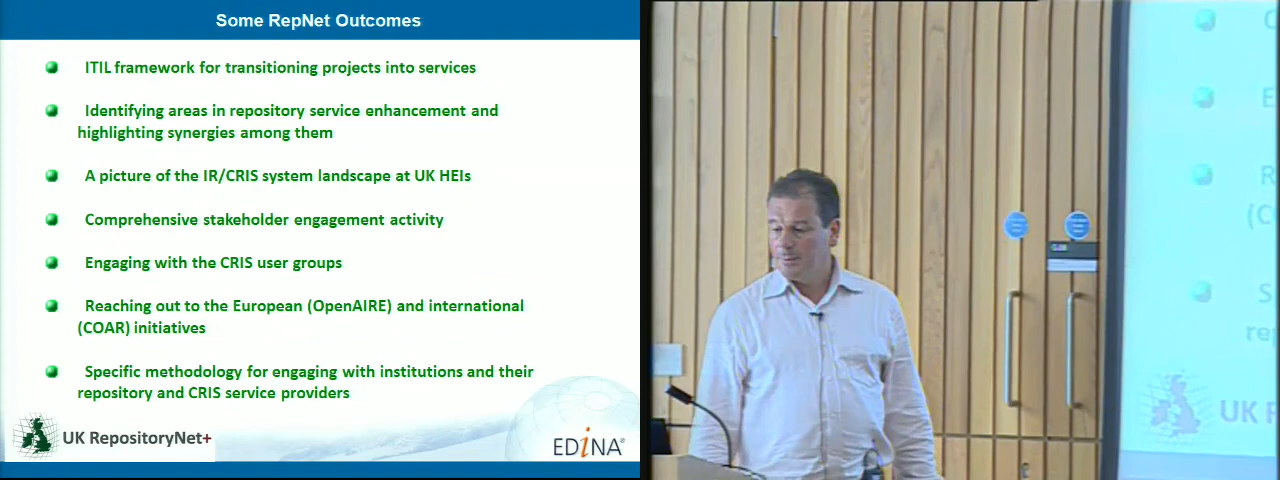 Some RepNet Outcomes
ITIL framework for transitioning projects into services
Identifying areas in repository service enhancement and
highlighting synergies among them
A picture of the IR/CRIS system landscape at UK HEIs
Comprehensive stakeholder engagement activity
Engaging with the CRIS user groups
Reaching out to the European (OpenAIRE) and international
(COAR) initiatives
Specific methodology for engaging with institutions and their
repository and CRIS service providers
UK RepositoryNet+
EDINA
E
R
(C
S
re
UK R